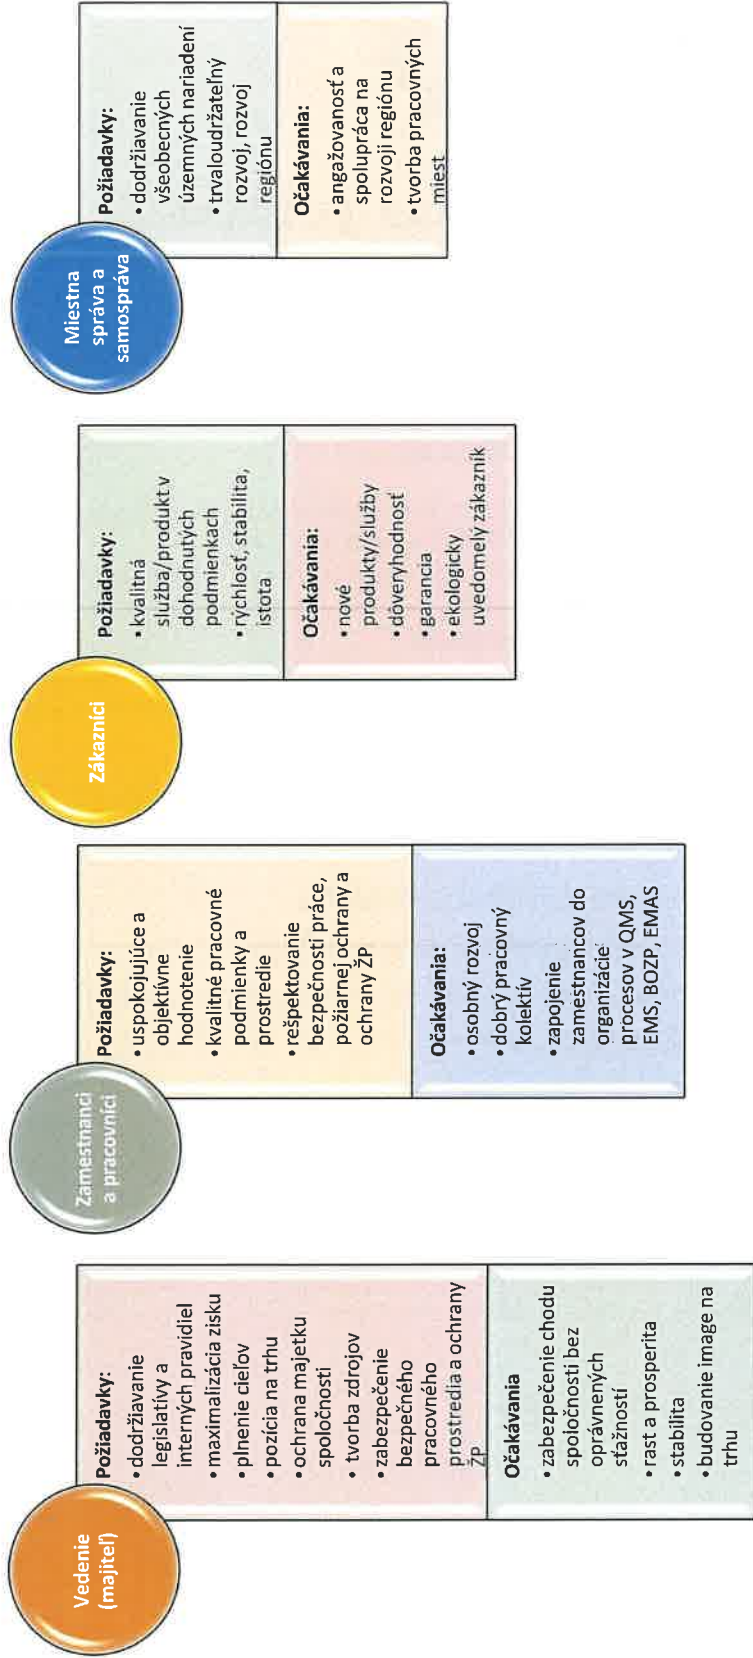 Vedenie
(majiteľ)
Požiadavky:
• dodržiavanie
legislatívy a
interných pravidiel
• maximalizácia zisku
• plnenie cieľov
• pozícia na trhu
• ochrana majetku
spoločnosti
• tvorba zdrojov
• zabezpečenie
bezpečného
pracovného
prostredia a ochrany
ŽP
Očakávania
• zabezpečenie chodu
spoločnosti bez
oprávnených
sťažností
• rast a prosperita
• stabilita
• budovanie image na
trhu
Zamestnanci
a pracovníci
Požiadavky:
• uspokojujúce a
objektívne
hodnotenie
• kvalitné pracovné
podmienky a
prostredie
• rešpektovanie
bezpečnosti práce,
požiarnej ochrany a
ochrany ŽP
Očakávania:
• osobný rozvoj
• dobrý pracovný
kolektív
• zapojenie
zamestnancov do
organizácie
procesov v QMS,
EMS, BOZP, EMAS
Zákazníci
Požiadavky:
• kvalitná
služba/produkt v
dohodnutých
podmienkach
• rýchlosť, stabilita,
istota
Očakávania:
• nové
produkty/služby
• dôveryhodnosť
• garancia
• ekologicky
uvedomelý zákazník
Miestna
správa a
samospráva
Požiadavky:
• dodržiavanie
všeobecných
územných nariadení
• trvaloudržateľný
rozvoj, rozvoj
regiónu
Očakávania:
• angažovanosť a
spolupráca na
rozvoji regiónu
• tvorba pracovných
miest